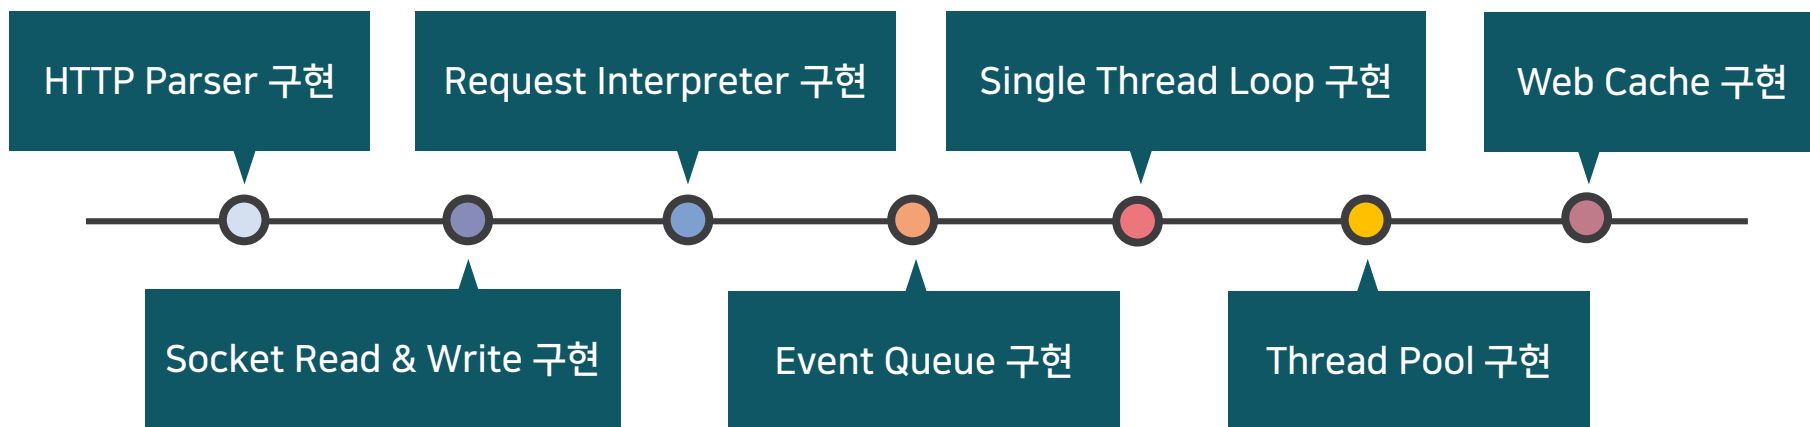 HTTP Parser 구현
Request Interpreter 구현
Single Thread Loop 구현
Web Cache 구현
Socket Read & Write 구현
Event Queue 구현
Thread Pool 구현